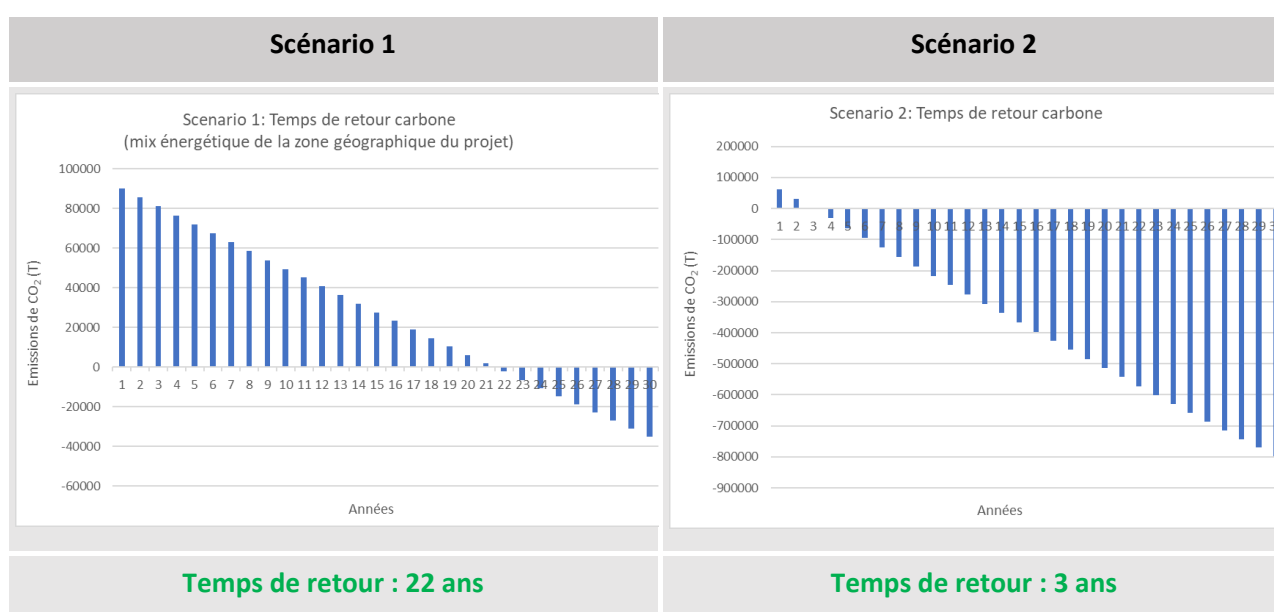 Scénario 1
Scénario 2
Scenario 1: Temps de retour carbone
(mix énergétique de la zone géographique du projet)
100000
80000
60000
40000
20000
0
-20000
-40000
-60000
Emissions de CO2 (T)
1 2 3 4 5 6 7 8 9 10 11 12 13 14 15 16 17 18 19 20 21 22 23 24 25 26 27 28 29 30
Années
Scenario 2: Temps de retour carbone
200000
100000
0
-100000
-200000
-300000
-400000
-500000
-600000
-700000
-800000
-900000
Emissions de CO2 (T)
1 2 3 4 5 6 7 8 9 10 11 12 13 14 15 16 17 18 19 20 21 22 23 24 25 26 27 28 29
Années
Temps de retour : 22 ans
Temps de retour : 3 ans